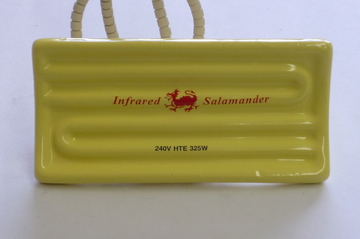 Infrared Salamander
240V HTE 325W